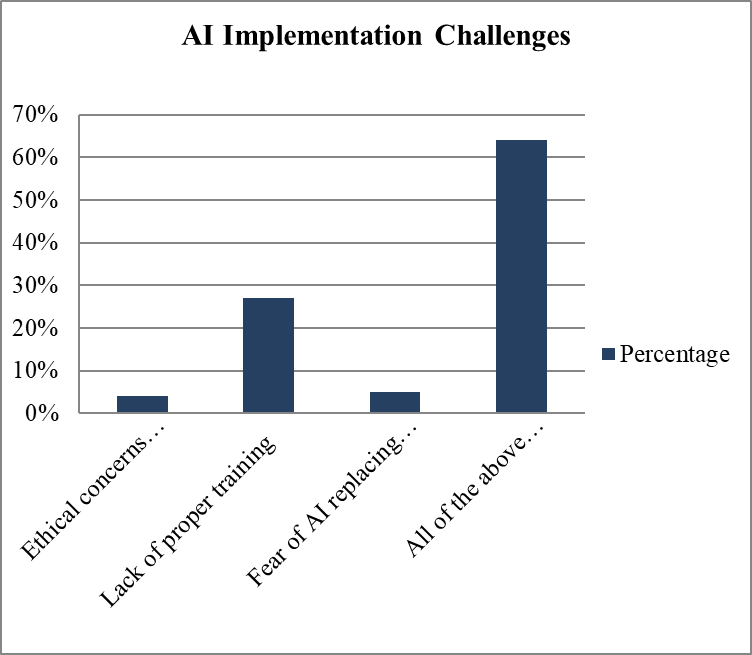 AI Implementation Challenges
70%
60%
50%
40%
30%
20%
10%
0%
Ethical concerns…
Lack of proper training
Fear of AI replacing…
All of the above…
Percentage